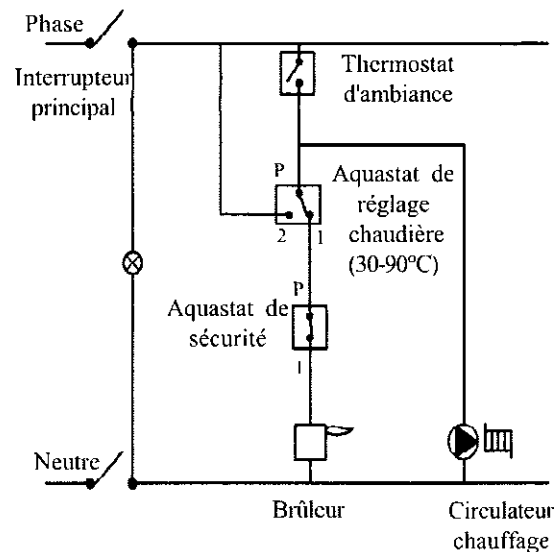 Phase
Interrupteur
principal
Thermostat
d'ambiance
P
Aquastat de
réglage
chaudière
(30-90°C)
2
1
P
Aquastat de
sécurité
1
Neutre
Brûleur
Circulateur
chauffage